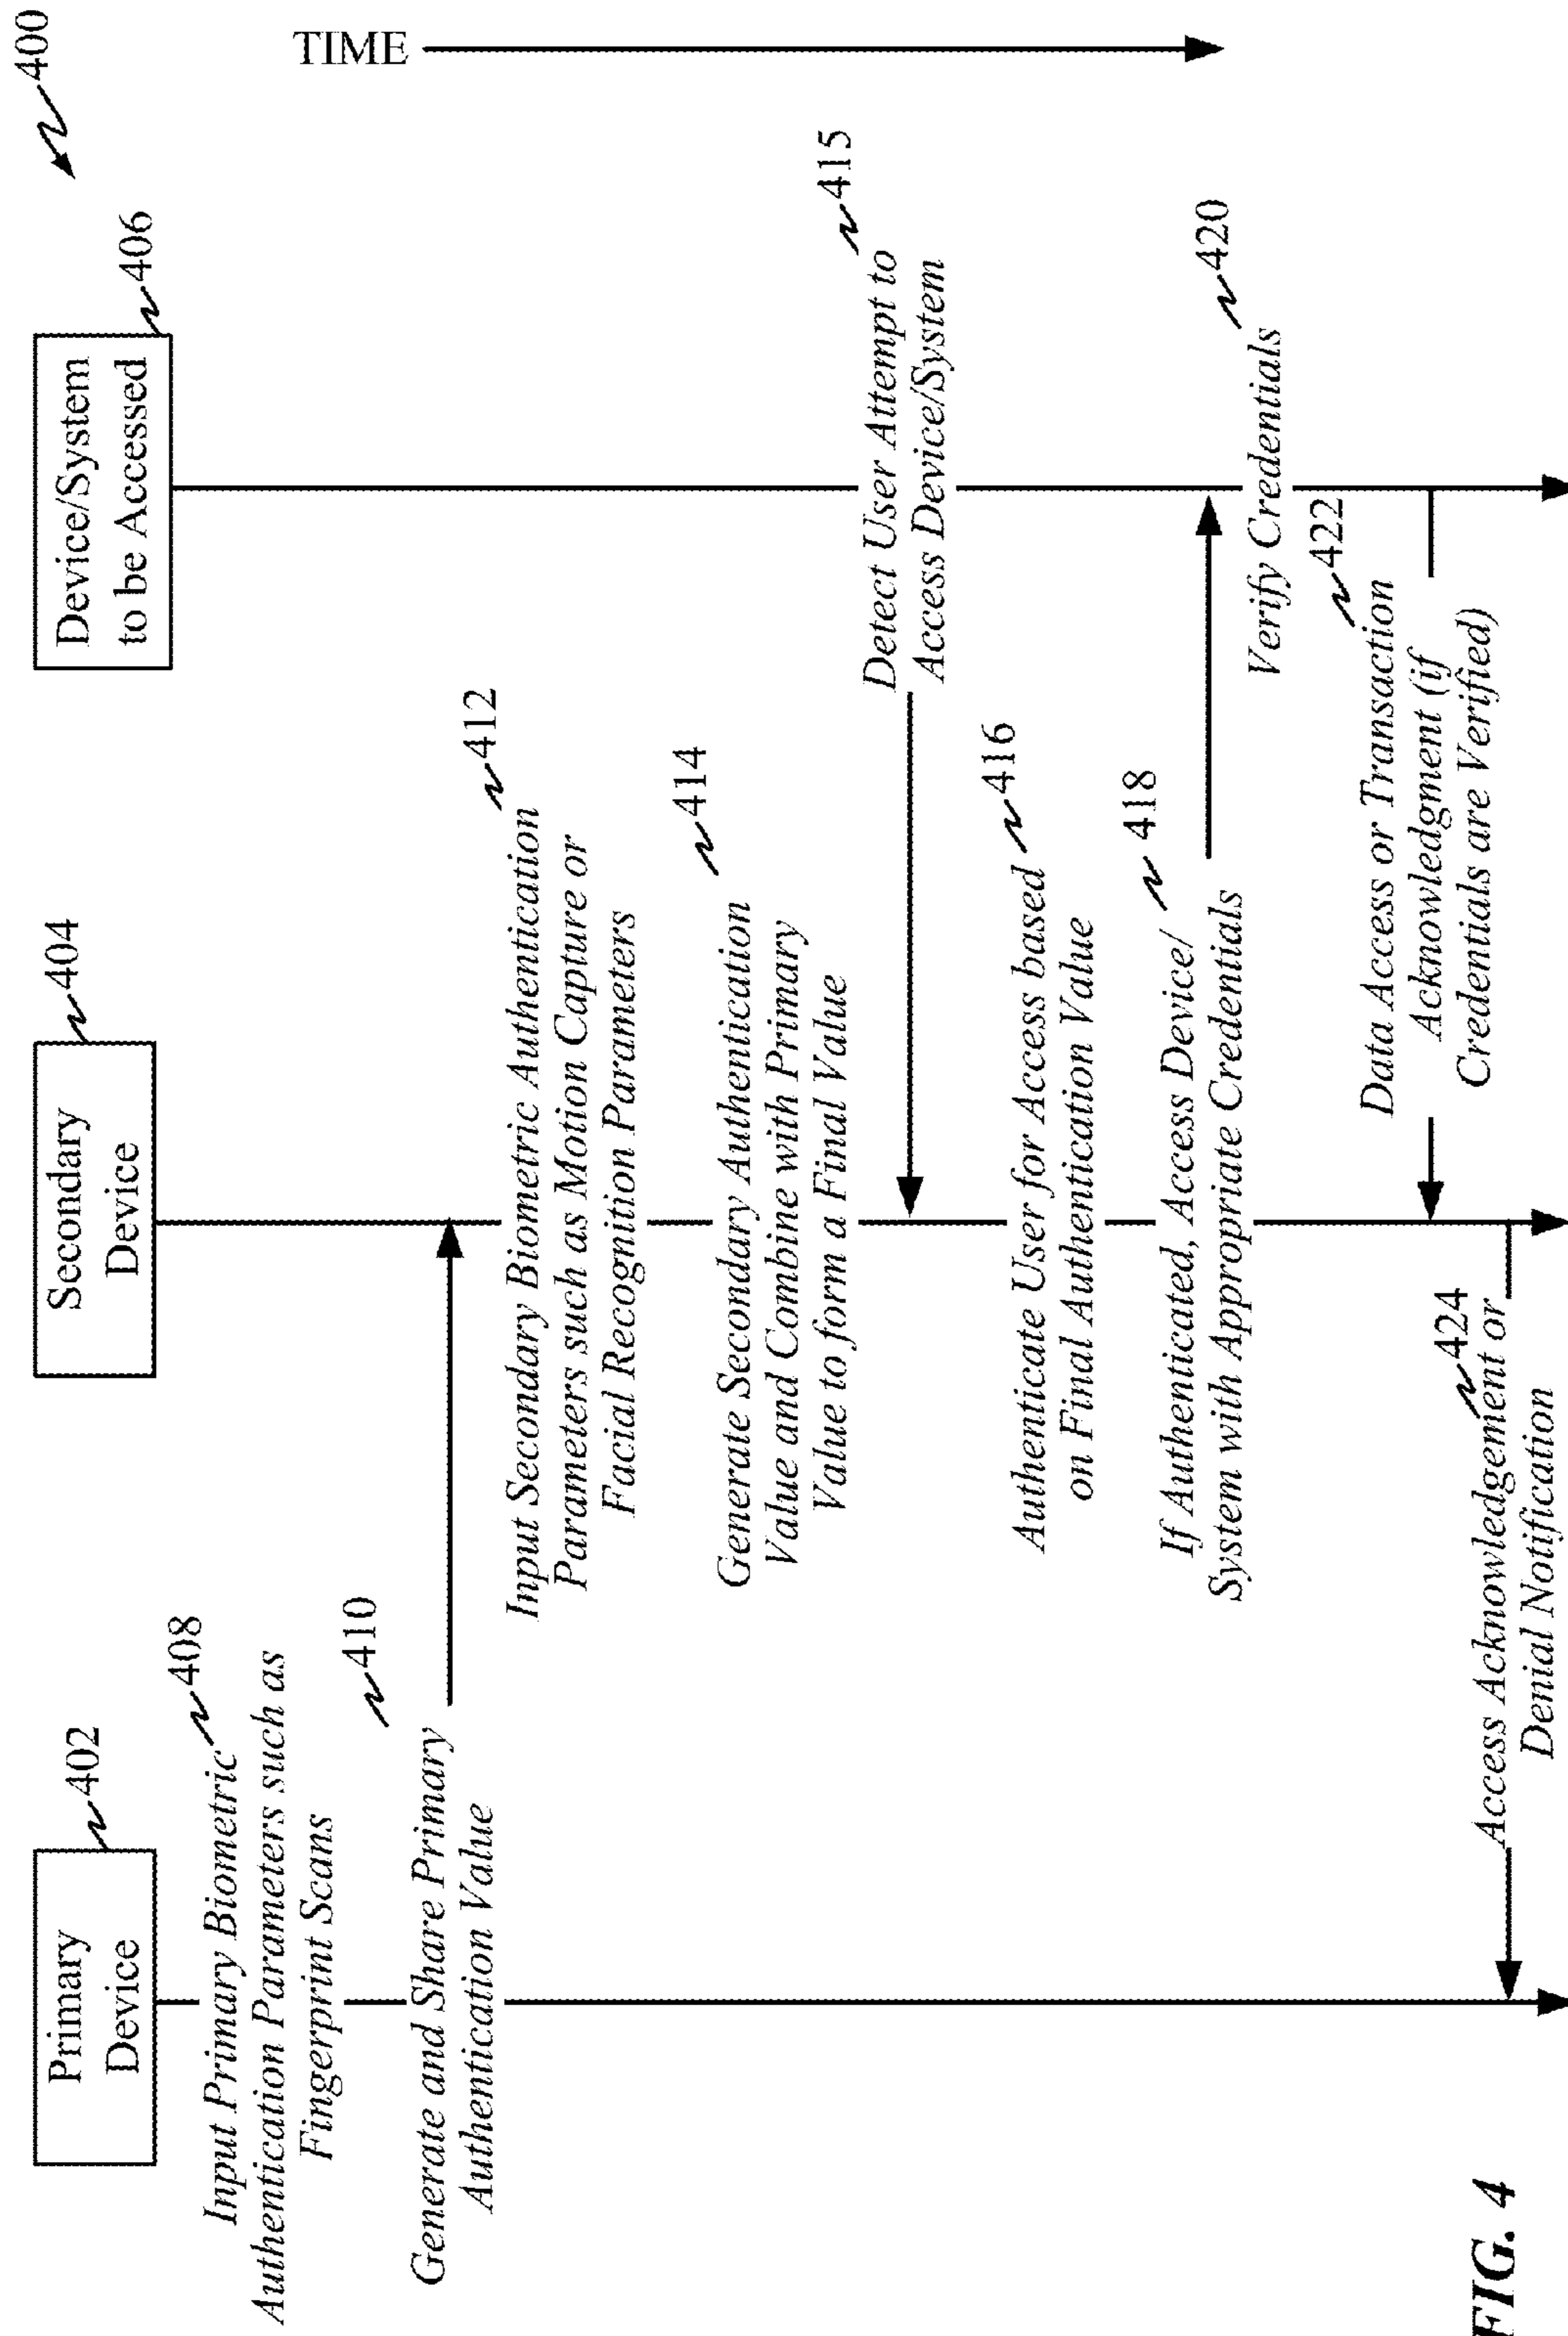 400
TIME
Primary
Device
402
Secondary
Device
404
Device/System
to be Accessed
406
Input Primary Biometric
Authentication Parameters such as
Fingerprint Scans
408
Generate and Share Primary
Authentication Value
410
Input Secondary Biometric Authentication
Parameters such as Motion Capture or
Facial Recognition Parameters
412
Generate Secondary Authentication
Value and Combine with Primary
Value to form a Final Value
414
Detect User Attempt to
Access Device/System
415
Authenticate User for Access based
on Final Authentication Value
416
If Authenticated, Access Device/
System with Appropriate Credentials
418
Verify Credentials
420
Data Access or Transaction
Acknowledgment (if
Credentials are Verified)
422
Access Acknowledgement or
Denial Notification
424
FIG. 4